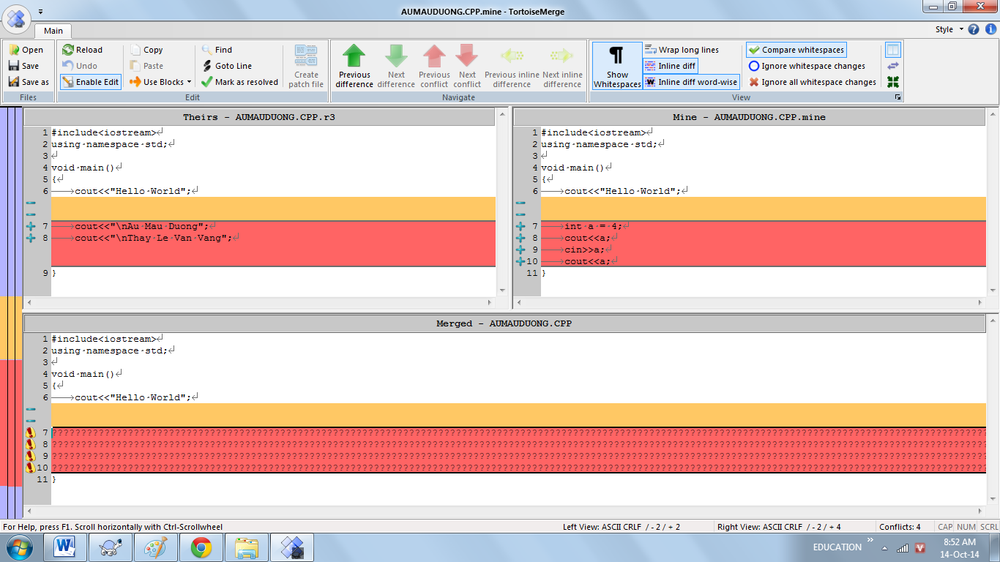 AUMAUDUONG.CPP.mine - TortoiseMerge
Main
Style
Open
Save
Save as
Files
Reload
Undo
Enable Edit
Copy
Paste
Use Blocks
Find
Goto Line
Mark as resolved
Edit
Create patch file
Previous difference
Next difference
Previous conflict
Next conflict
Previous inline difference
Next inline difference
Navigate
Show Whitespaces
Wrap long lines
Inline diff
Inline diff word-wise
Compare whitespaces
Ignore whitespace changes
Ignore all whitespace changes
View
Theirs - AUMAUDUONG.CPP.r3
1 #include<iostream>
2 using namespace std;
3
4 void main()
5 {
6 cout<<"Hello World";
7 cout<<"\nAu Mau Duong";
8 cout<<"\nThay Le Van Vang";
9 }
Mine - AUMAUDUONG.CPP.mine
1 #include<iostream>
2 using namespace std;
3
4 void main()
5 {
6 cout<<"Hello World";
7 int a = 4;
8 cout<<a;
9 cin>>a;
10 cout<<a;
11 }
Merged - AUMAUDUONG.CPP
1 #include<iostream>
2 using namespace std;
3
4 void main()
5 {
6 cout<<"Hello World";
7
8
9
10
11 }
For Help, press F1. Scroll horizontally with Ctrl-Scrollwheel
Left View: ASCII CRLF / - 2 / + 2
Right View: ASCII CRLF / - 2 / + 4
Conflicts: 4
CAP NUM SCRL
EDUCATION
8:52 AM
14-Oct-14